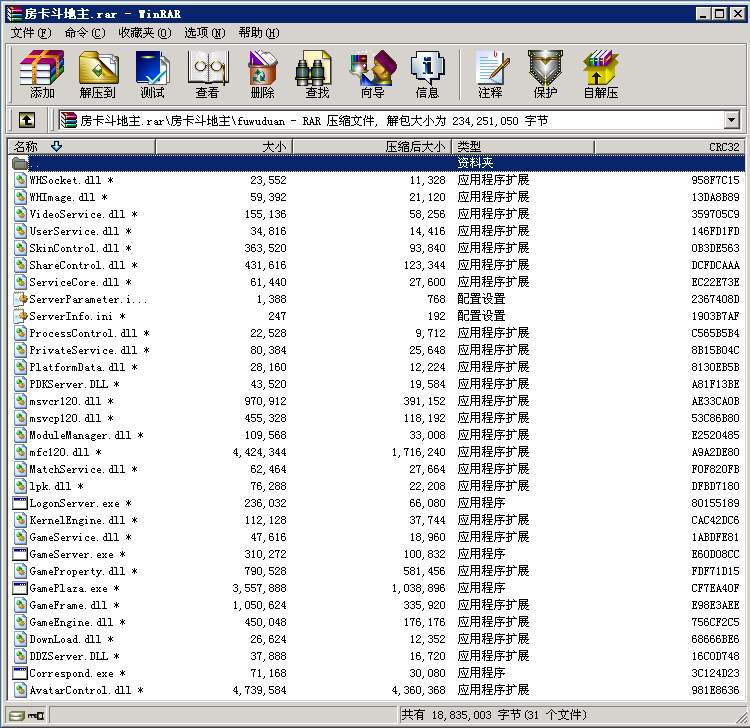 房卡斗地主.rar - WinRAR
文件(F) 命令(C) 收藏夹(O) 选项(N) 帮助(H)
添加 解压到 测试 查看 删除 查找 向导 信息 注释 保护 自解压
房卡斗地主.rar\房卡斗地主\fuwuduan - RAR 压缩文件, 解包大小为 234,251,050 字节
名称 大小 压缩后大小 类型 CRC32
.. 资料夹
WHSocket.dll * 23,552 11,328 应用程序扩展 958F7C15
WHImage.dll * 59,392 21,120 应用程序扩展 13DA8B89
VideoService.dll * 155,136 58,256 应用程序扩展 359705C9
UserService.dll * 34,816 14,416 应用程序扩展 146FD1FD
SkinControl.dll * 363,520 93,840 应用程序扩展 0B3DE563
ShareControl.dll * 431,616 123,344 应用程序扩展 DCFDCAAA
ServiceCore.dll * 61,440 27,600 应用程序扩展 EC22E73E
ServerParameter.i... 1,388 768 配置设置 2367408D
ServerInfo.ini * 247 192 配置设置 1903B7AF
ProcessControl.dll * 22,528 9,712 应用程序扩展 C565B5B4
PrivateService.dll * 80,384 25,648 应用程序扩展 8B15B04C
PlatformData.dll * 28,160 12,224 应用程序扩展 8130EB5B
PDKServer.DLL * 43,520 19,584 应用程序扩展 A81F13BE
msvcr120.dll * 970,912 391,152 应用程序扩展 AE33CA0B
msvcp120.dll * 455,328 118,192 应用程序扩展 53C86B80
ModuleManager.dll * 109,568 33,008 应用程序扩展 E2520485
mfc120.dll * 4,424,344 1,716,240 应用程序扩展 A9A2DE80
MatchService.dll * 62,464 27,664 应用程序扩展 F0F820FB
lpk.dll * 76,288 22,208 应用程序扩展 DFBD7180
LogonServer.exe * 236,032 66,080 应用程序 80155189
KernelEngine.dll * 112,128 37,744 应用程序扩展 CAC42DC6
GameService.dll * 47,616 18,960 应用程序扩展 1ABDFE81
GameServer.exe * 310,272 100,832 应用程序 E60D08CC
GameProperty.dll * 790,528 581,456 应用程序扩展 FDF71D15
GamePlaza.exe * 3,557,888 1,038,896 应用程序 CF7EA40F
GameFrame.dll * 1,050,624 335,920 应用程序扩展 E98E3AEE
GameEngine.dll * 450,048 176,176 应用程序扩展 756CF2C5
DownLoad.dll * 26,624 12,352 应用程序扩展 68666BE6
DDZServer.DLL * 37,888 16,720 应用程序扩展 16C0D748
Correspond.exe * 71,168 30,080 应用程序 3C124D23
AvatarControl.dll * 4,739,584 4,360,368 应用程序扩展 981E8636
共有 18,835,003 字节(31 个文件)